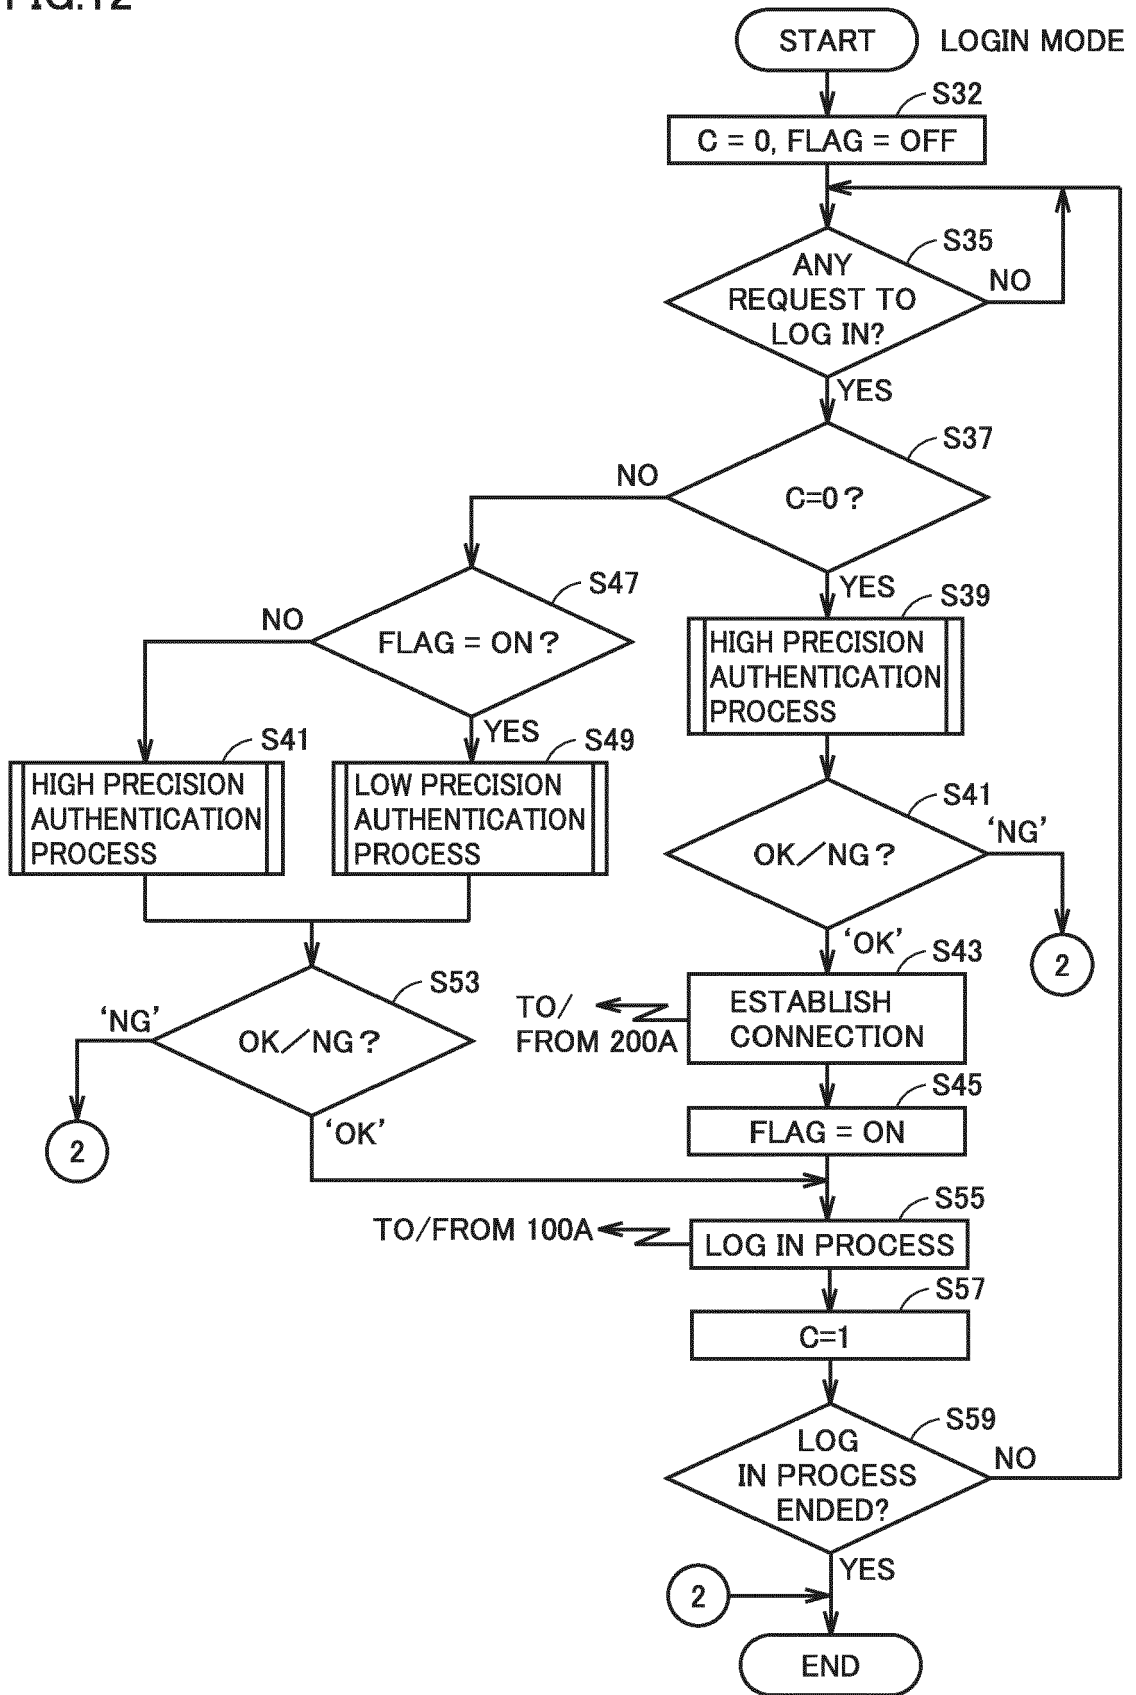 FIG.12
START
LOGIN MODE
S32
C = 0, FLAG = OFF
S35
ANY
REQUEST TO
LOG IN?
NO
YES
S37
NO
C=0?
YES
S47
NO
FLAG = ON?
YES
S39
HIGH PRECISION
AUTHENTICATION
PROCESS
S41
HIGH PRECISION
AUTHENTICATION
PROCESS
S49
LOW PRECISION
AUTHENTICATION
PROCESS
S41
OK/NG?
'NG'
2
'OK'
S53
'NG'
OK/NG?
2
'OK'
S43
ESTABLISH
CONNECTION
TO/
FROM 200A
S45
FLAG = ON
S55
TO/FROM 100A
LOG IN PROCESS
S57
C=1
S59
LOG
IN PROCESS
ENDED?
NO
YES
2
END